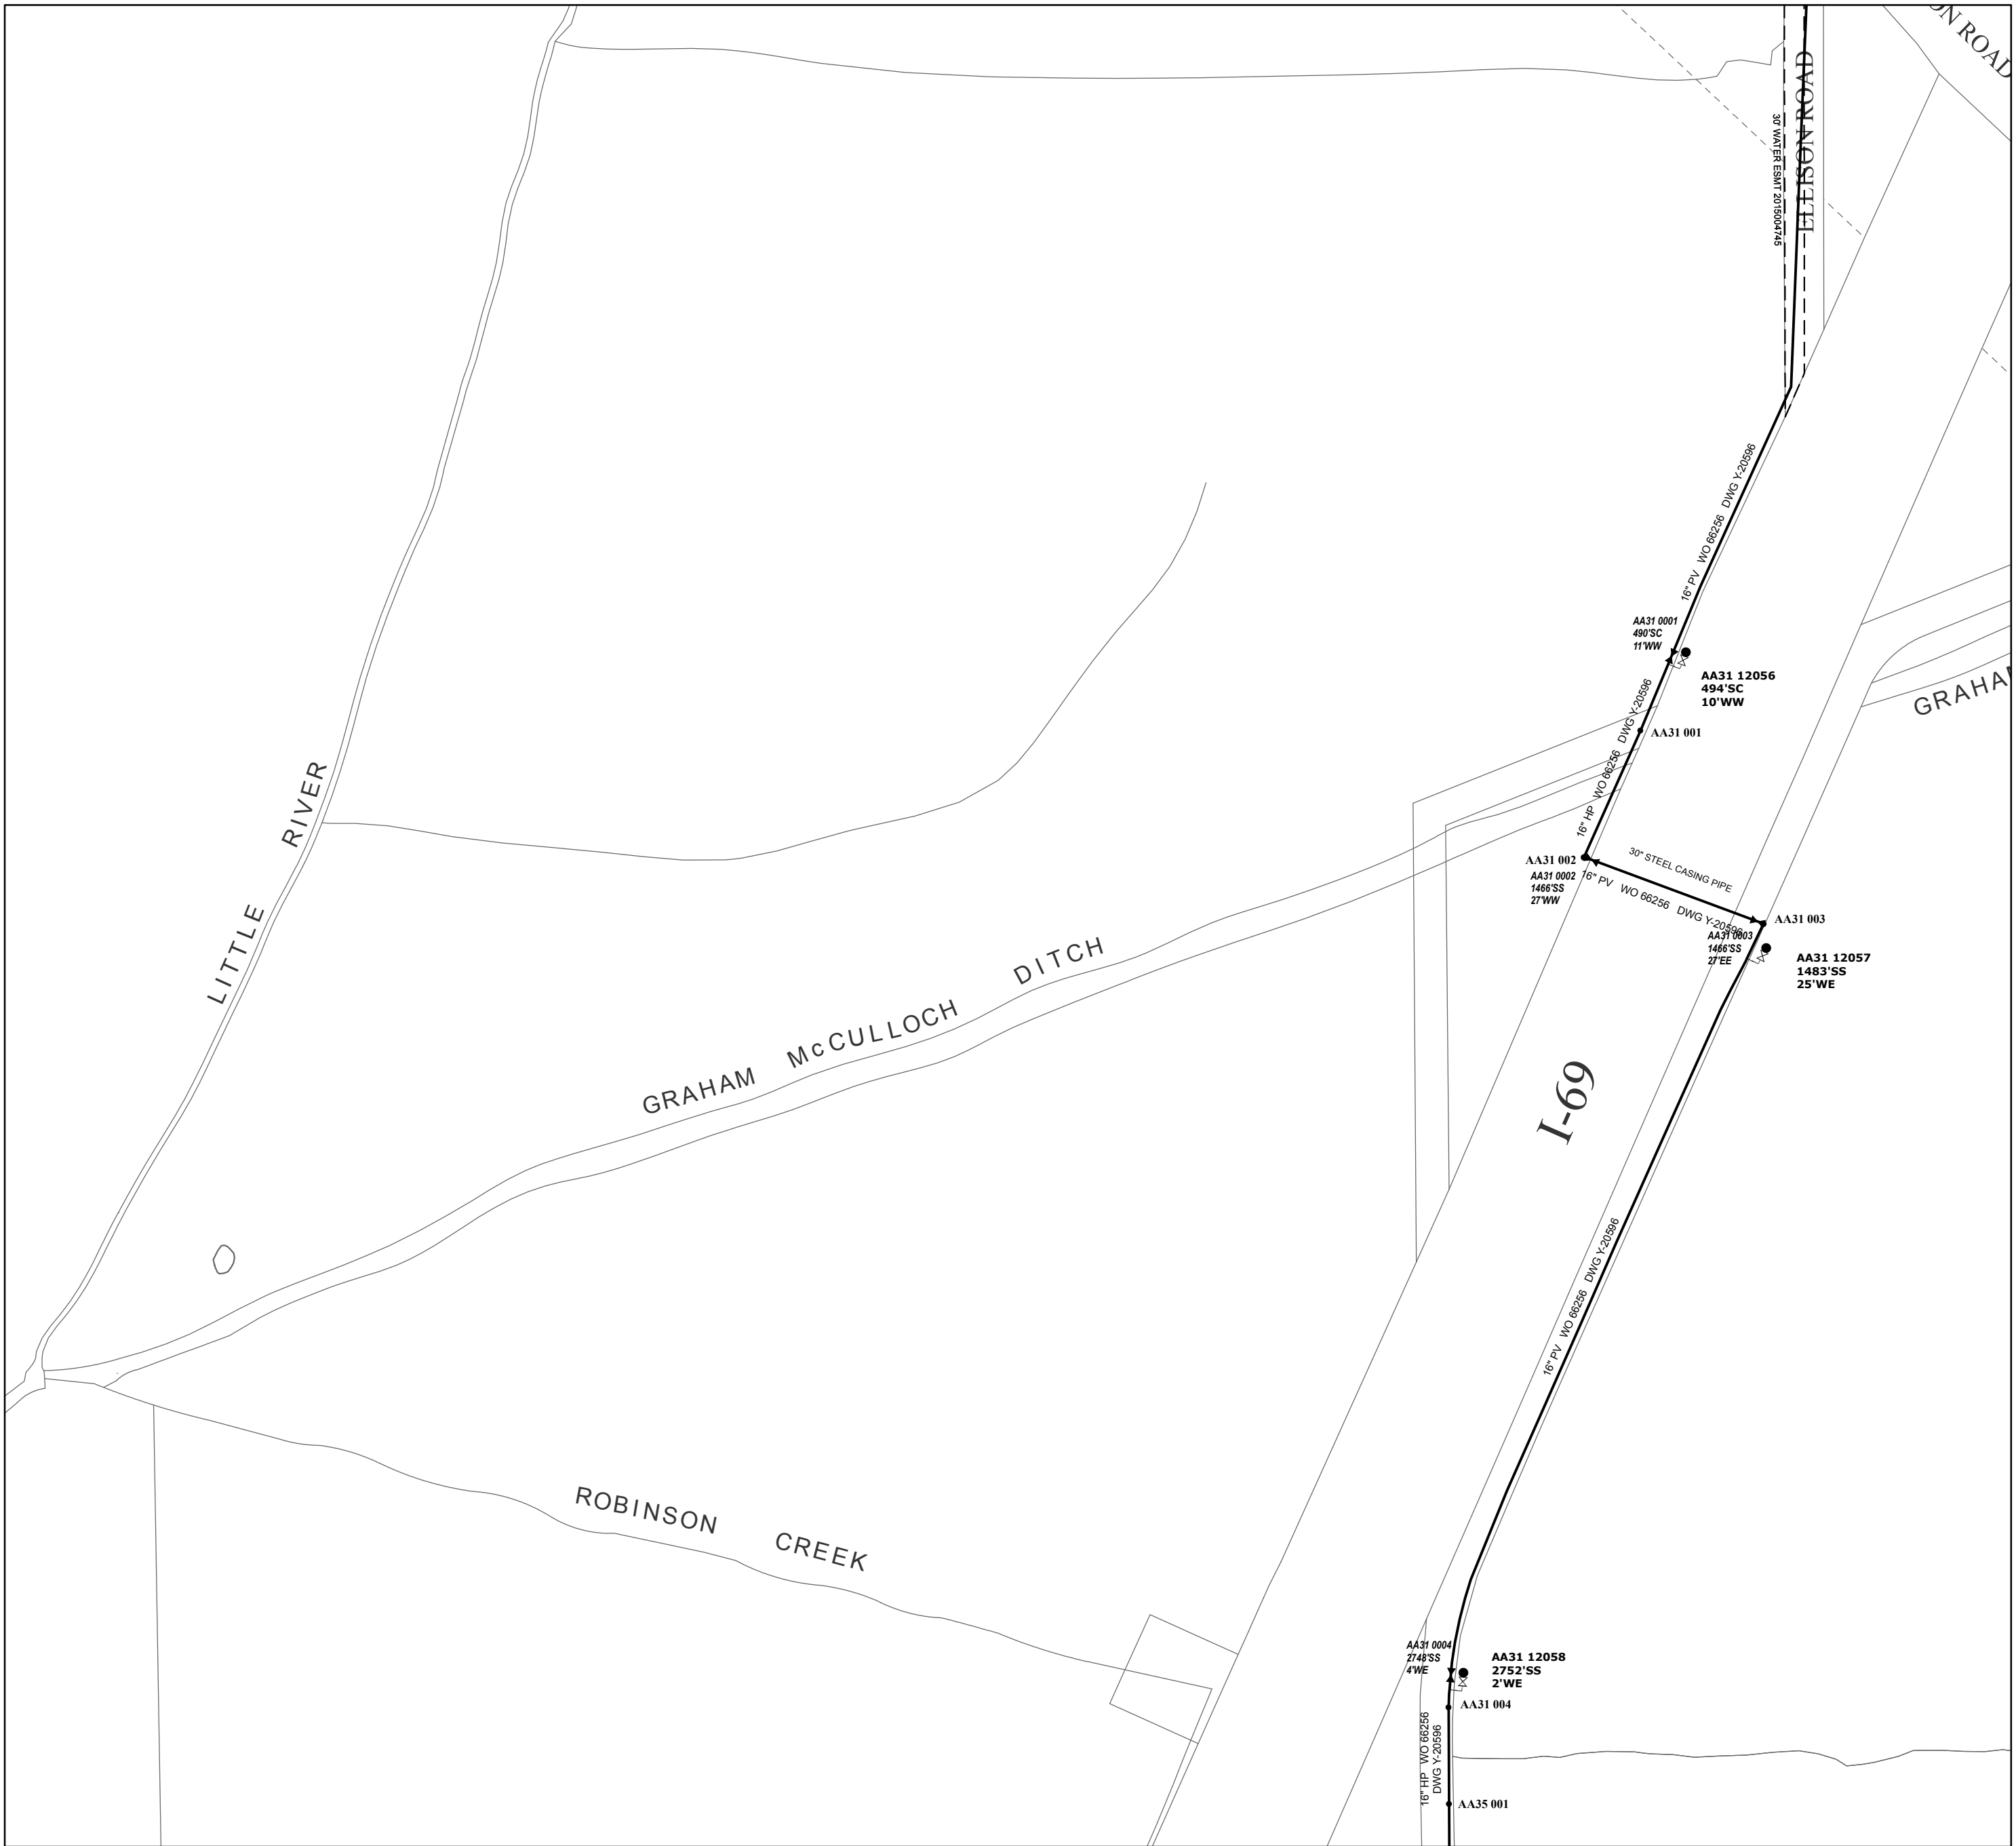 ON ROAD
ELLISON ROAD
30' WATER ESMT 2015004745
16" PV WO 66256 DWG Y-20596
AA31 0001
490'SC
11'WW
AA31 12056
494'SC
10'WW
AA31 001
16" HP WO 66256 DWG Y-20596
AA31 002
AA31 0002
1466'SS
27'WW
30" STEEL CASING PIPE
16" PV WO 66256 DWG Y-20596
AA31 003
AA31 0003
1466'SS
27'EE
AA31 12057
1483'SS
25'WE
GRAHAM
LITTLE RIVER
GRAHAM McCULLOCH DITCH
I-69
16" PV WO 66256 DWG Y-20596
ROBINSON CREEK
AA31 0004
2748'SS
4'WE
AA31 12058
2752'SS
2'WE
AA31 004
16" HP WO 66256
DWG Y-20596
AA35 001